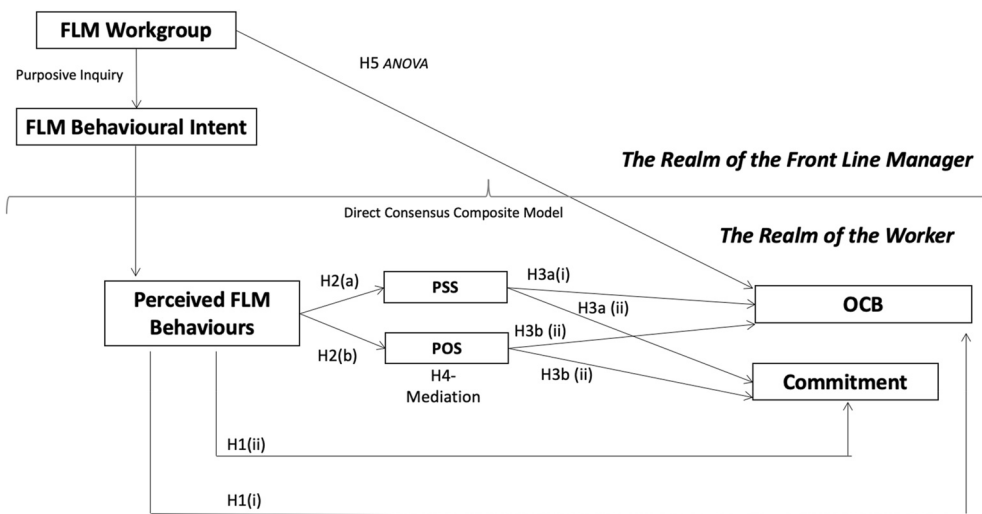 FLM Workgroup
H5 ANOVA
Purposive Inquiry
FLM Behavioural Intent
The Realm of the Front Line Manager
Direct Consensus Composite Model
The Realm of the Worker
Perceived FLM
Behaviours
H2(a)
PSS
H3a(i)
H3a (ii)
OCB
H2(b)
POS
H3b (ii)
H3b (ii)
H4-
Mediation
Commitment
H1(ii)
H1(i)